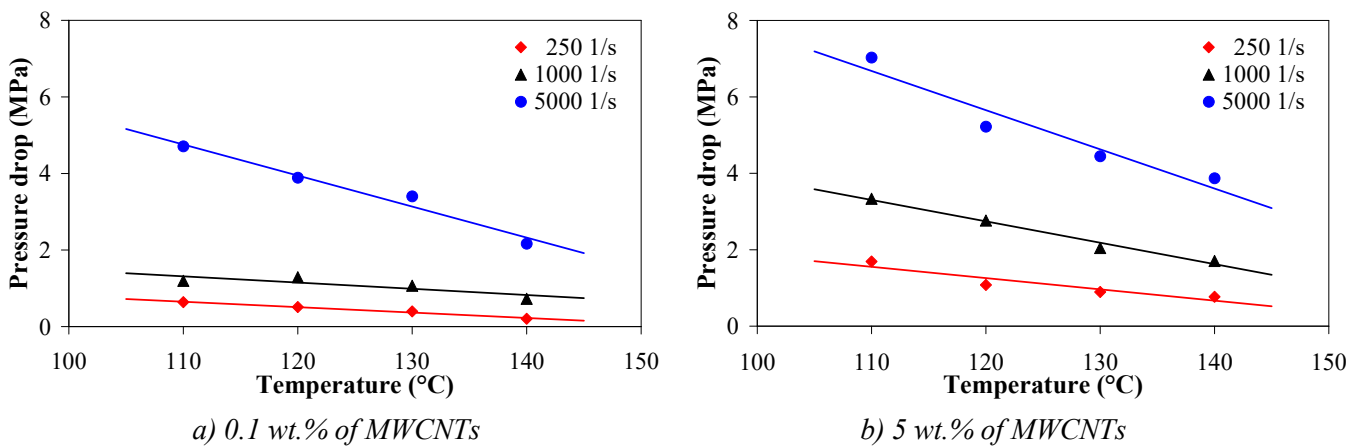 Pressure drop (MPa)
8
6
4
2
0
250 1/s
1000 1/s
5000 1/s
100 110 120 130 140 150
Temperature (°C)
a) 0.1 wt.% of MWCNTs
Pressure drop (MPa)
8
6
4
2
0
250 1/s
1000 1/s
5000 1/s
100 110 120 130 140 150
Temperature (°C)
b) 5 wt.% of MWCNTs